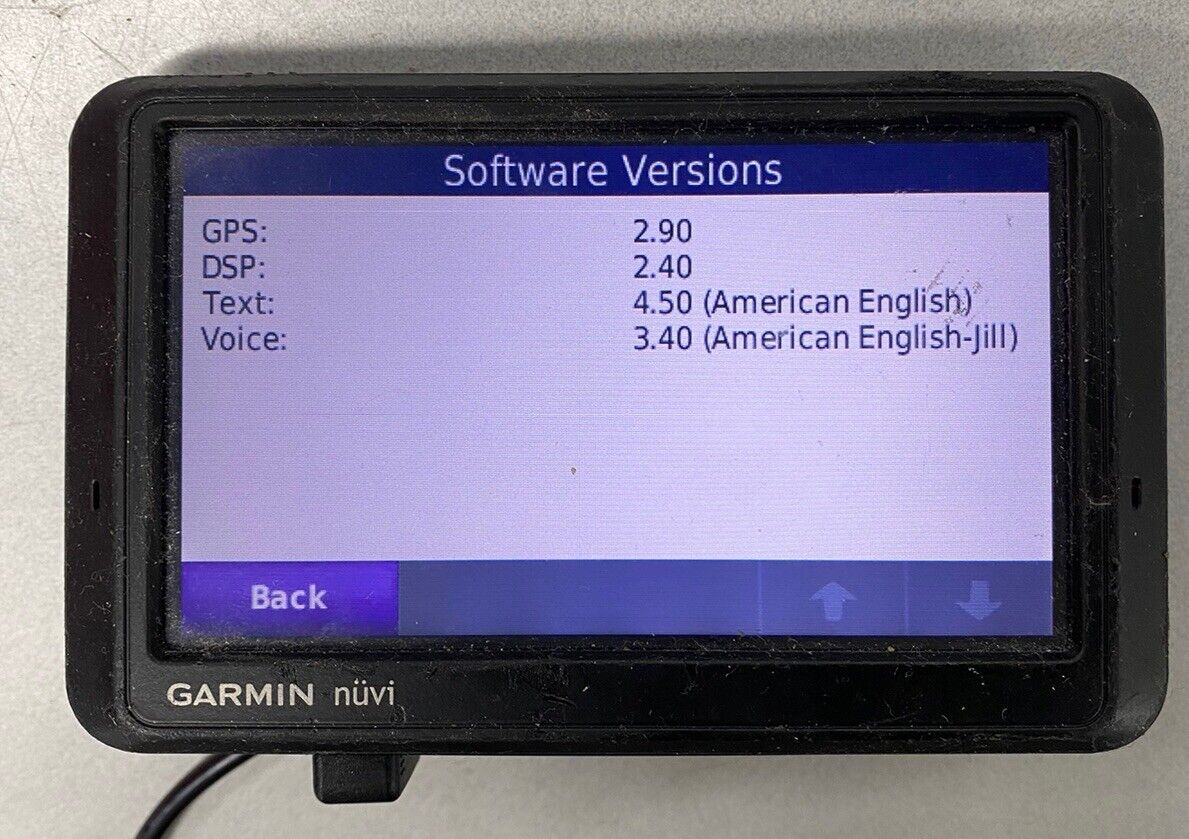 Software Versions
GPS: 2.90
DSP: 2.40
Text: 4.50 (American English)
Voice: 3.40 (American English-Jill)
Back
GARMIN nüvi